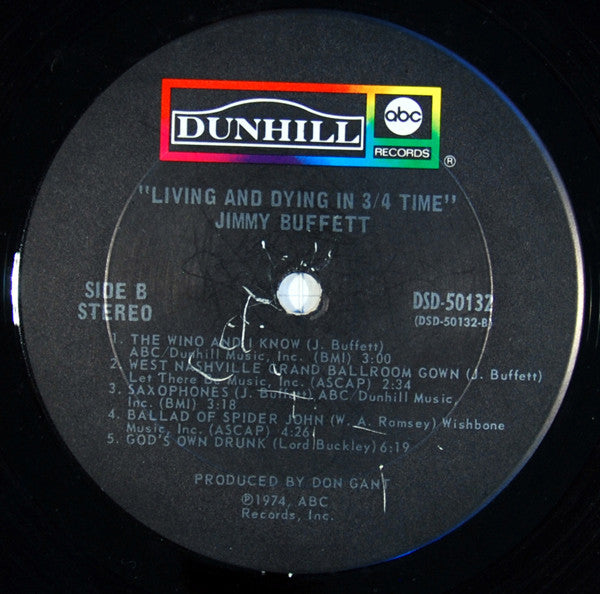 DUNHILL
abc
RECORDS
®
"LIVING AND DYING IN 3/4 TIME"
JIMMY BUFFETT
SIDE B
STEREO
DSD-50132
(DSD-50132-B)
1. THE WINO AND I KNOW (J. Buffett)
ABC/Dunhill Music, Inc. (BMI) 3:00
2. WEST NASHVILLE GRAND BALLROOM GOWN (J. Buffett)
Let There Be Music, Inc. (ASCAP) 2:34
3. SAXOPHONES (J. Buffett) ABC/Dunhill Music,
Inc. (BMI) 3:18
4. BALLAD OF SPIDER JOHN (W. A. Ramsey) Wishbone
Music, Inc. (ASCAP) 4:26
5. GOD'S OWN DRUNK (Lord Buckley) 6:19
PRODUCED BY DON GANT
℗1974, ABC
Records, Inc.